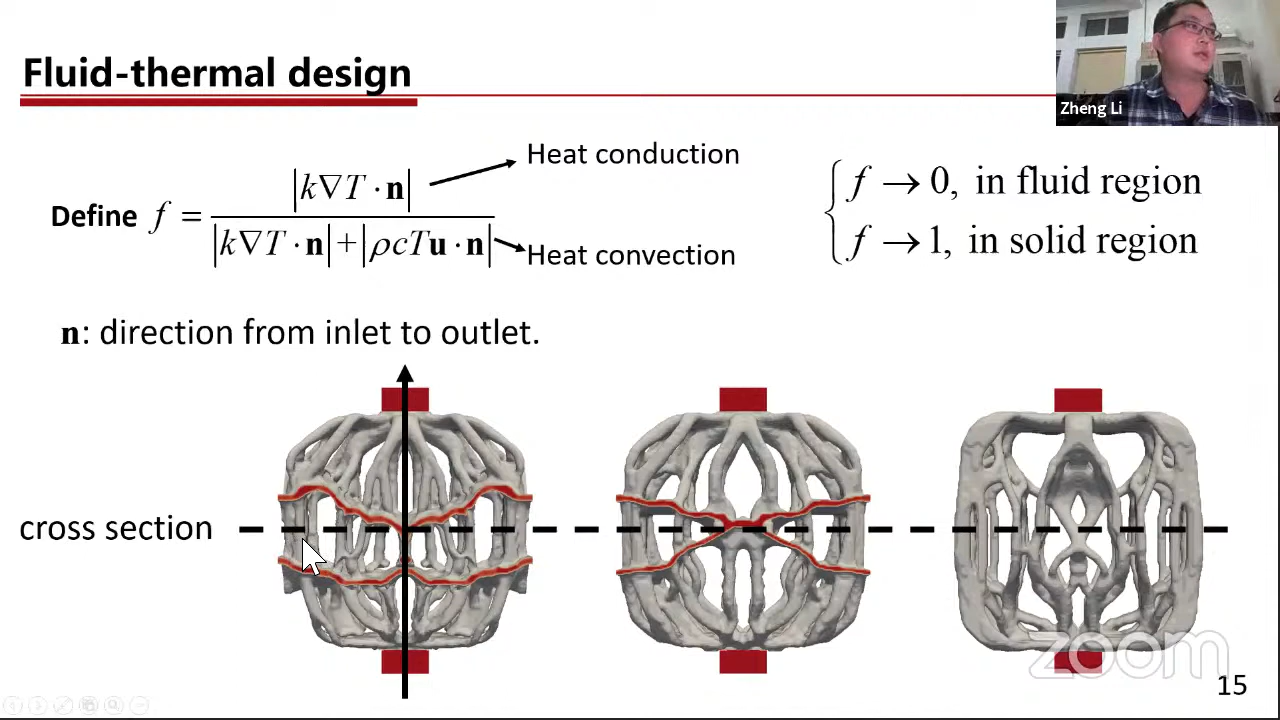 Fluid-thermal design
Zheng Li
Heat conduction
Define f = |k∇T · n| / |k∇T · n| + |ρcTu · n|
Heat convection
f → 0, in fluid region
f → 1, in solid region
n: direction from inlet to outlet.
cross section
zoom
15